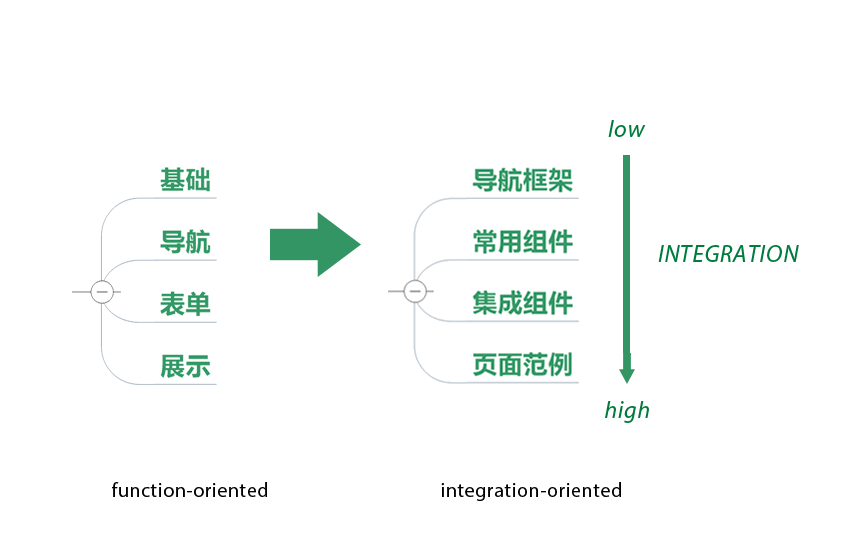 基础
导航
表单
展示
导航框架
常用组件
集成组件
页面范例
low
INTEGRATION
high
function-oriented
integration-oriented